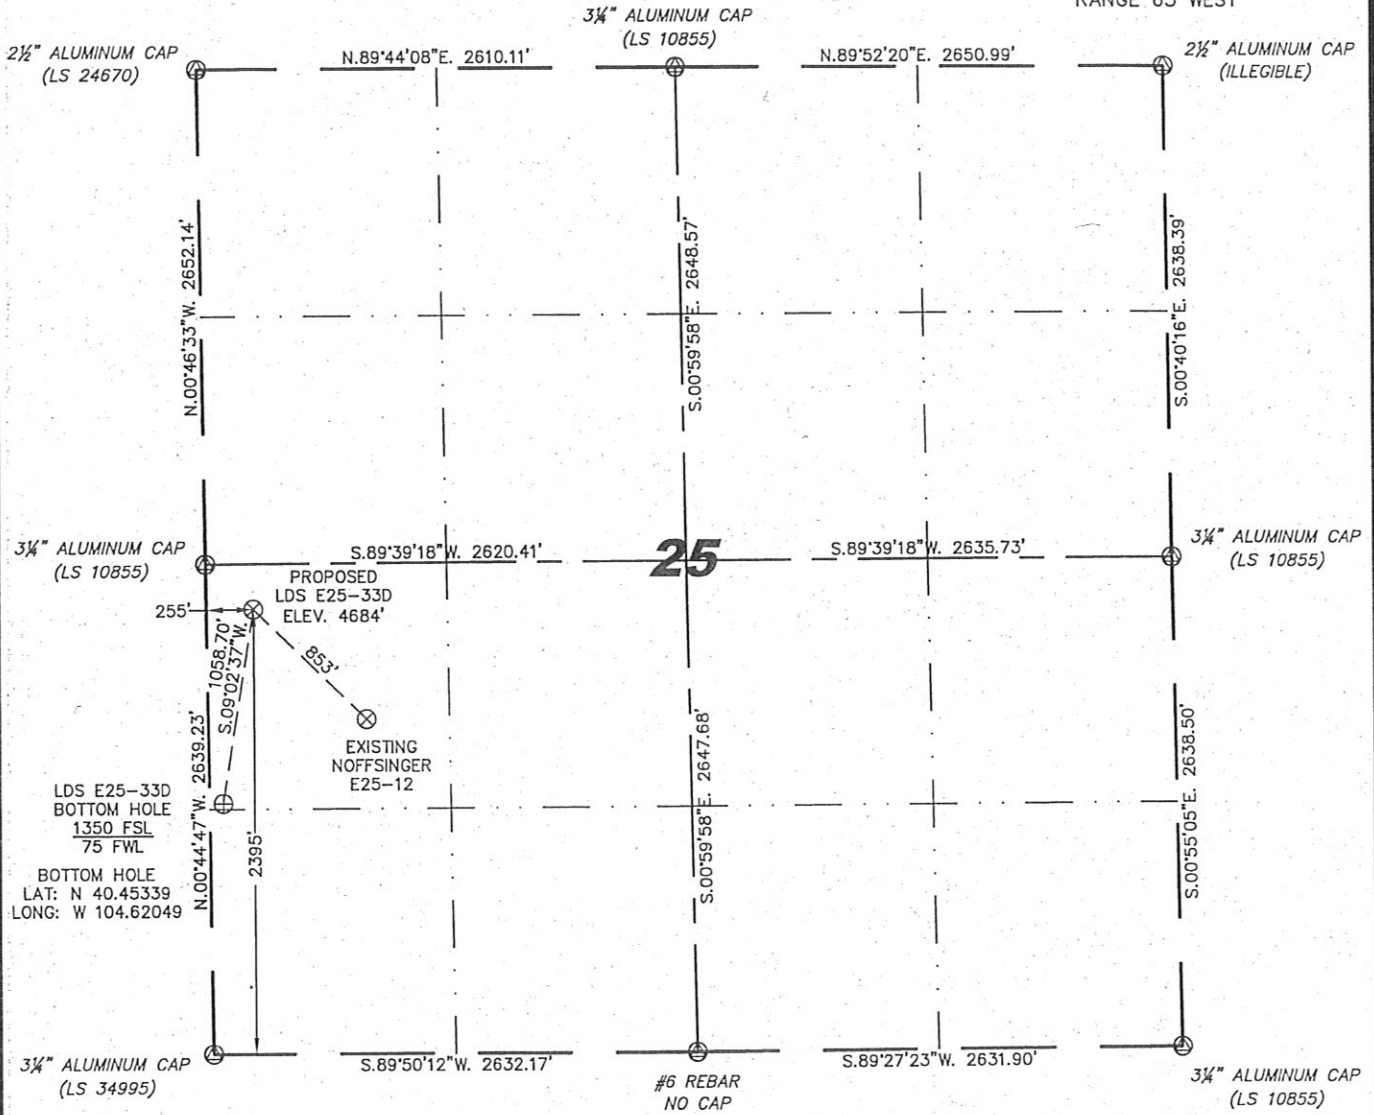 RANGE 65 WEST
3¼" ALUMINUM CAP
(LS 10855)
2½" ALUMINUM CAP
(LS 24670)
N.89°44'08"E. 2610.11'
N.89°52'20"E. 2650.99'
2½" ALUMINUM CAP
(ILLEGIBLE)
N.00°46'33"W. 2652.14'
S.00°59'58"E. 2648.57'
S.00°40'16"E. 2638.39'
3¼" ALUMINUM CAP
(LS 10855)
S.89°39'18"W. 2620.41'
25
S.89°39'18"W. 2635.73'
3¼" ALUMINUM CAP
(LS 10855)
PROPOSED
LDS E25-33D
ELEV. 4684'
255'
1058.70'
S.09°02'37"W.
853'
EXISTING
NOFFSINGER
E25-12
N.00°44'47"W. 2639.23'
2395'
S.00°59'58"E. 2647.68'
S.00°55'05"E. 2638.50'
LDS E25-33D
BOTTOM HOLE
1350 FSL
75 FWL
BOTTOM HOLE
LAT: N 40.45339
LONG: W 104.62049
3¼" ALUMINUM CAP
(LS 34995)
S.89°50'12"W. 2632.17'
#6 REBAR
NO CAP
S.89°27'23"W. 2631.90'
3¼" ALUMINUM CAP
(LS 10855)